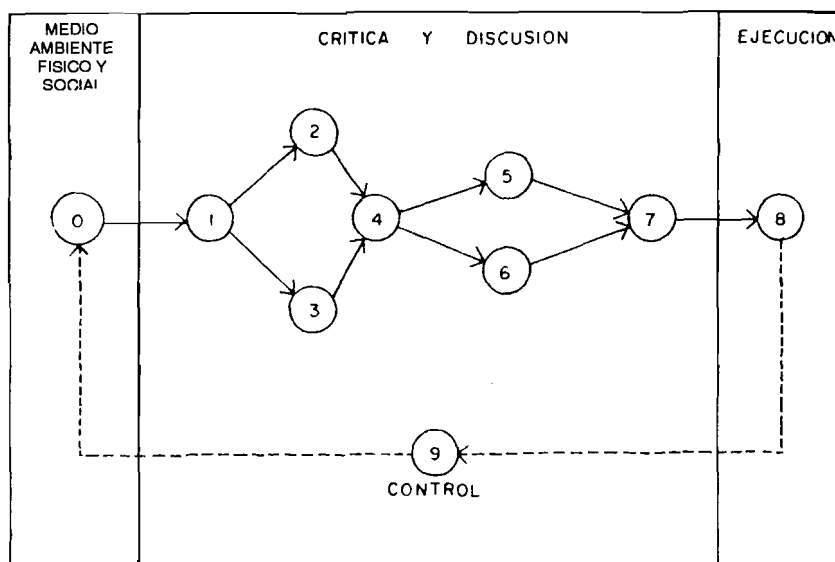 MEDIO
AMBIENTE
FISICO Y
SOCIAL
CRITICA Y DISCUSION
EJECUCION
2
5
0
1
4
7
8
6
3
9
CONTROL